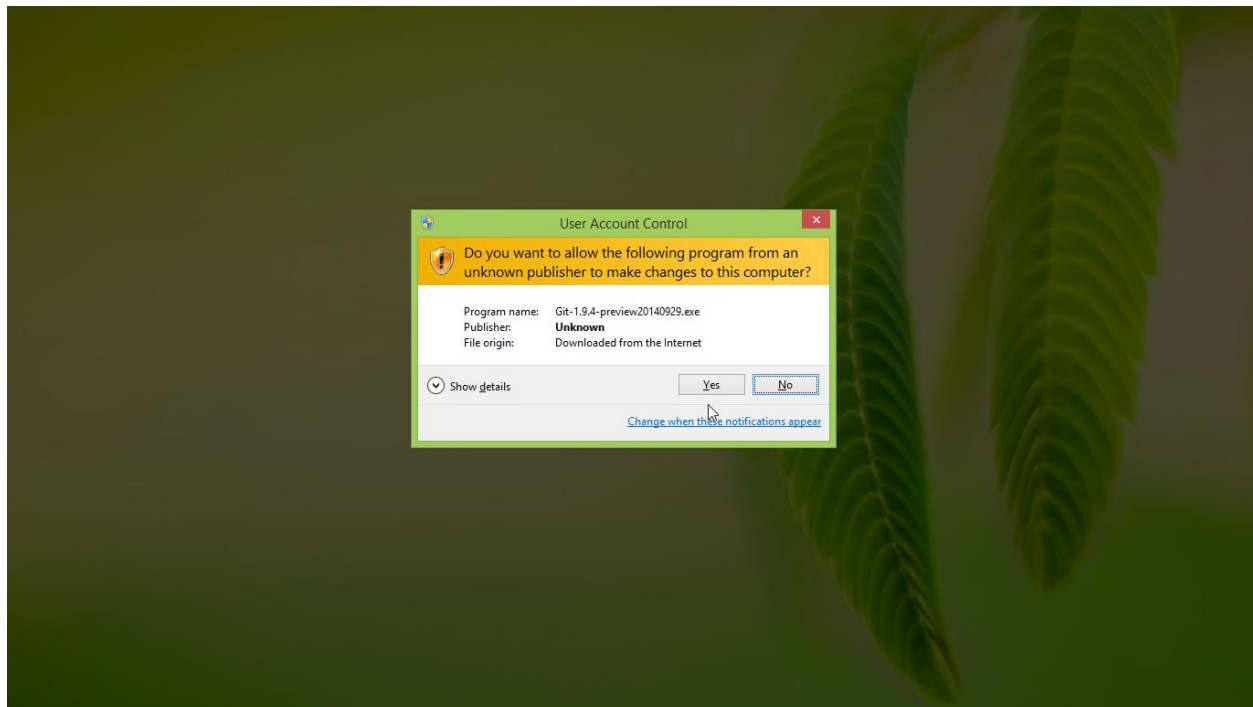 User Account Control
Do you want to allow the following program from an
unknown publisher to make changes to this computer?
Program name: Git-1.9.4-preview20140929.exe
Publisher: Unknown
File origin: Downloaded from the Internet
Show details Yes No
Change when these notifications appear